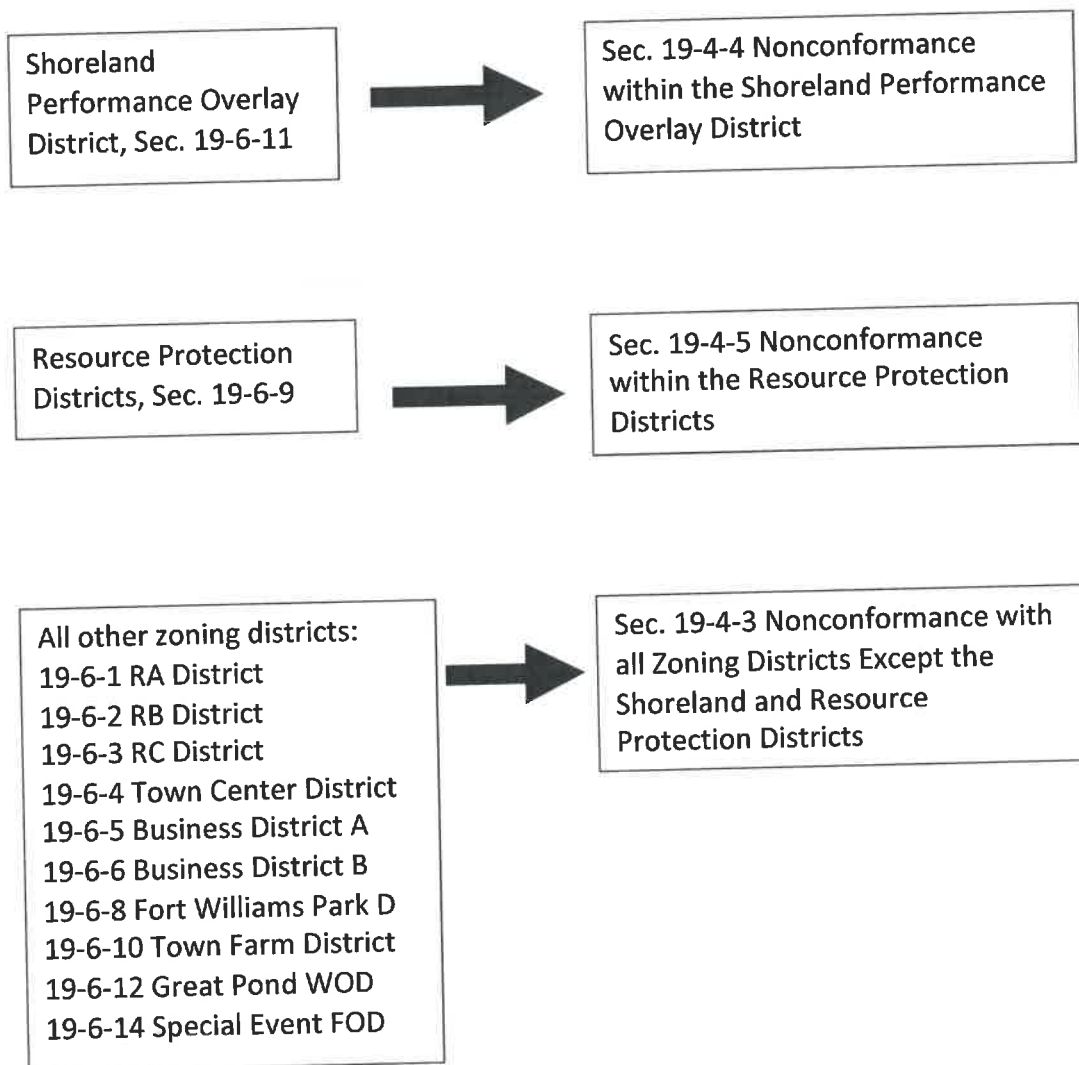 Shoreland
Performance Overlay
District, Sec. 19-6-11
Sec. 19-4-4 Nonconformance
within the Shoreland Performance
Overlay District
Resource Protection
Districts, Sec. 19-6-9
Sec. 19-4-5 Nonconformance
within the Resource Protection
Districts
All other zoning districts:
19-6-1 RA District
19-6-2 RB District
19-6-3 RC District
19-6-4 Town Center District
19-6-5 Business District A
19-6-6 Business District B
19-6-8 Fort Williams Park D
19-6-10 Town Farm District
19-6-12 Great Pond WOD
19-6-14 Special Event FOD
Sec. 19-4-3 Nonconformance with
all Zoning Districts Except the
Shoreland and Resource
Protection Districts